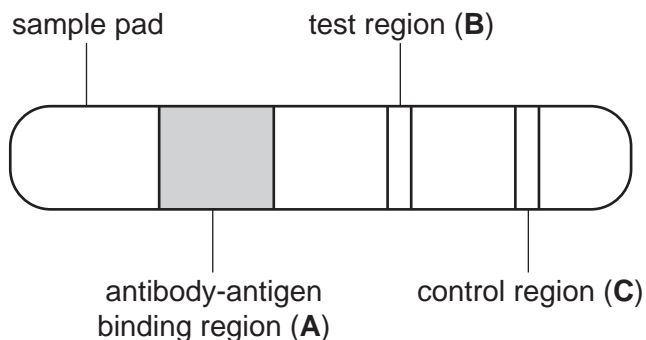 sample pad
test region (B)
antibody-antigen
binding region (A)
control region (C)